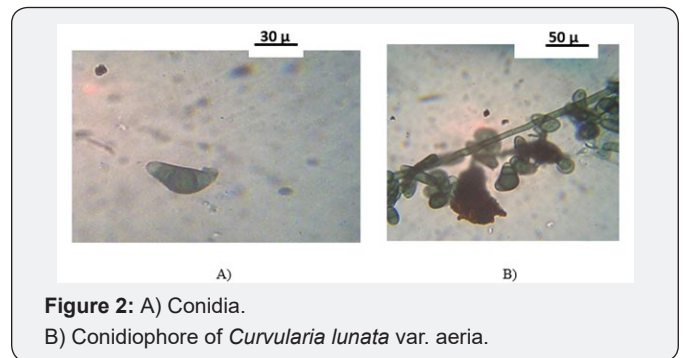 30 μ
50 μ
A)
B)
Figure 2: A) Conidia.
B) Conidiophore of Curvularia lunata var. aeria.